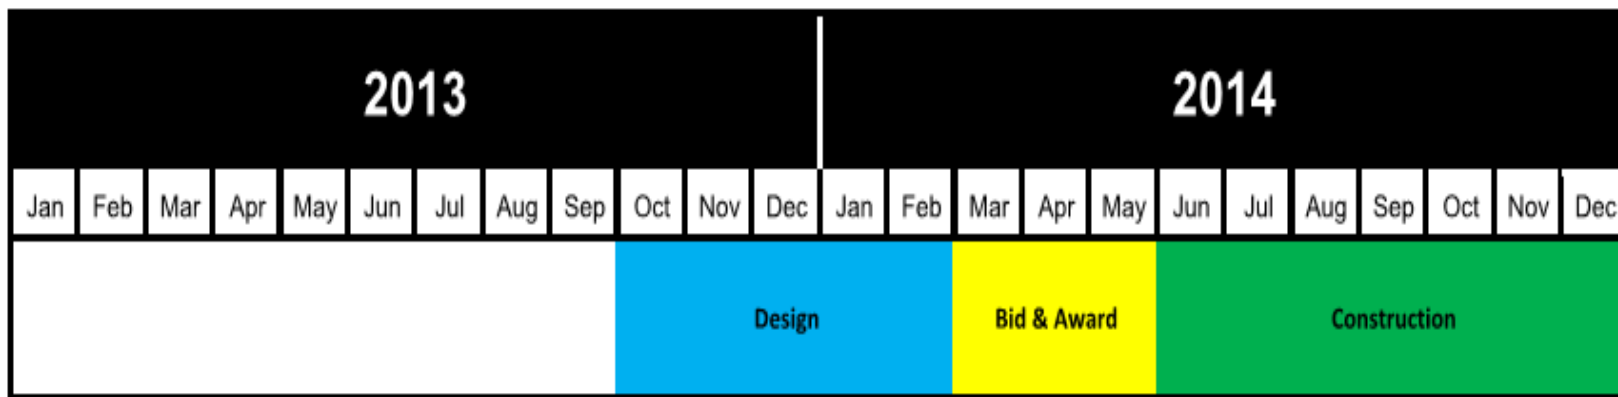 2013 2014
Jan Feb Mar Apr May Jun Jul Aug Sep Oct Nov Dec Jan Feb Mar Apr May Jun Jul Aug Sep Oct Nov Dec
Design Bid & Award Construction